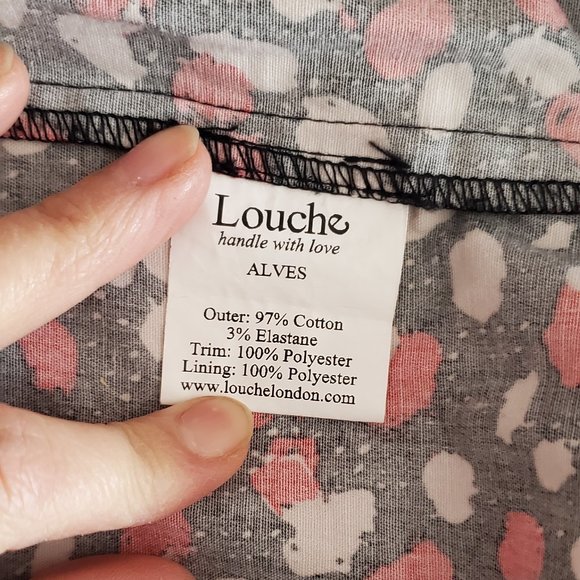 Louche
handle with love
ALVES
Outer: 97% Cotton
3% Elastane
Trim: 100% Polyester
Lining: 100% Polyester
www.louchelondon.com